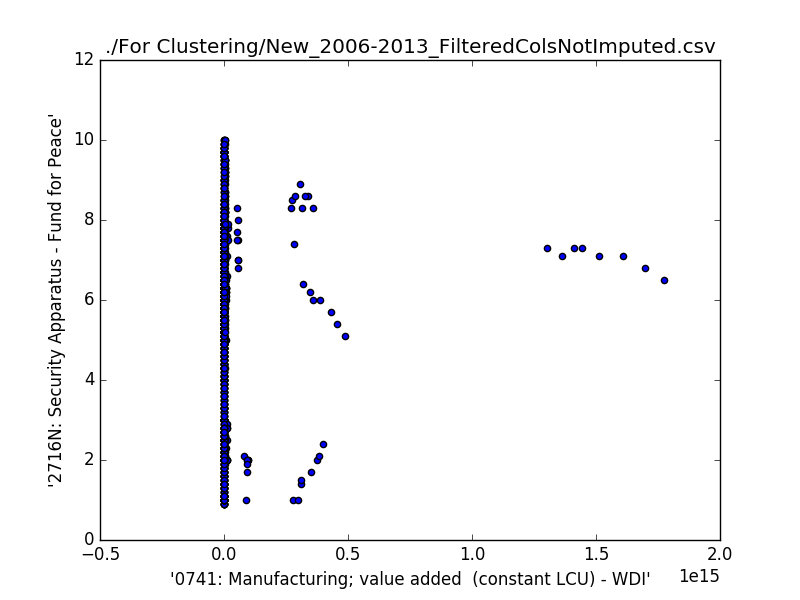 ./For Clustering/New_2006-2013_FilteredColsNotImputed.csv
12
10
8
6
4
2
0
'2716N: Security Apparatus - Fund for Peace'
−0.5 0.0 0.5 1.0 1.5 2.0
1e15
'0741: Manufacturing; value added  (constant LCU) - WDI'